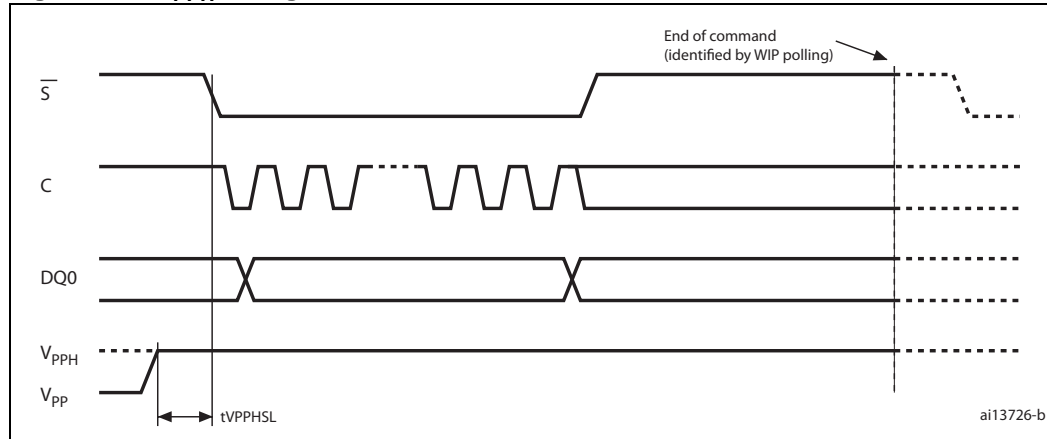 End of command
(identified by WIP polling)
S
C
DQ0
VPPH
VPP
tVPPHSL
ai13726-b